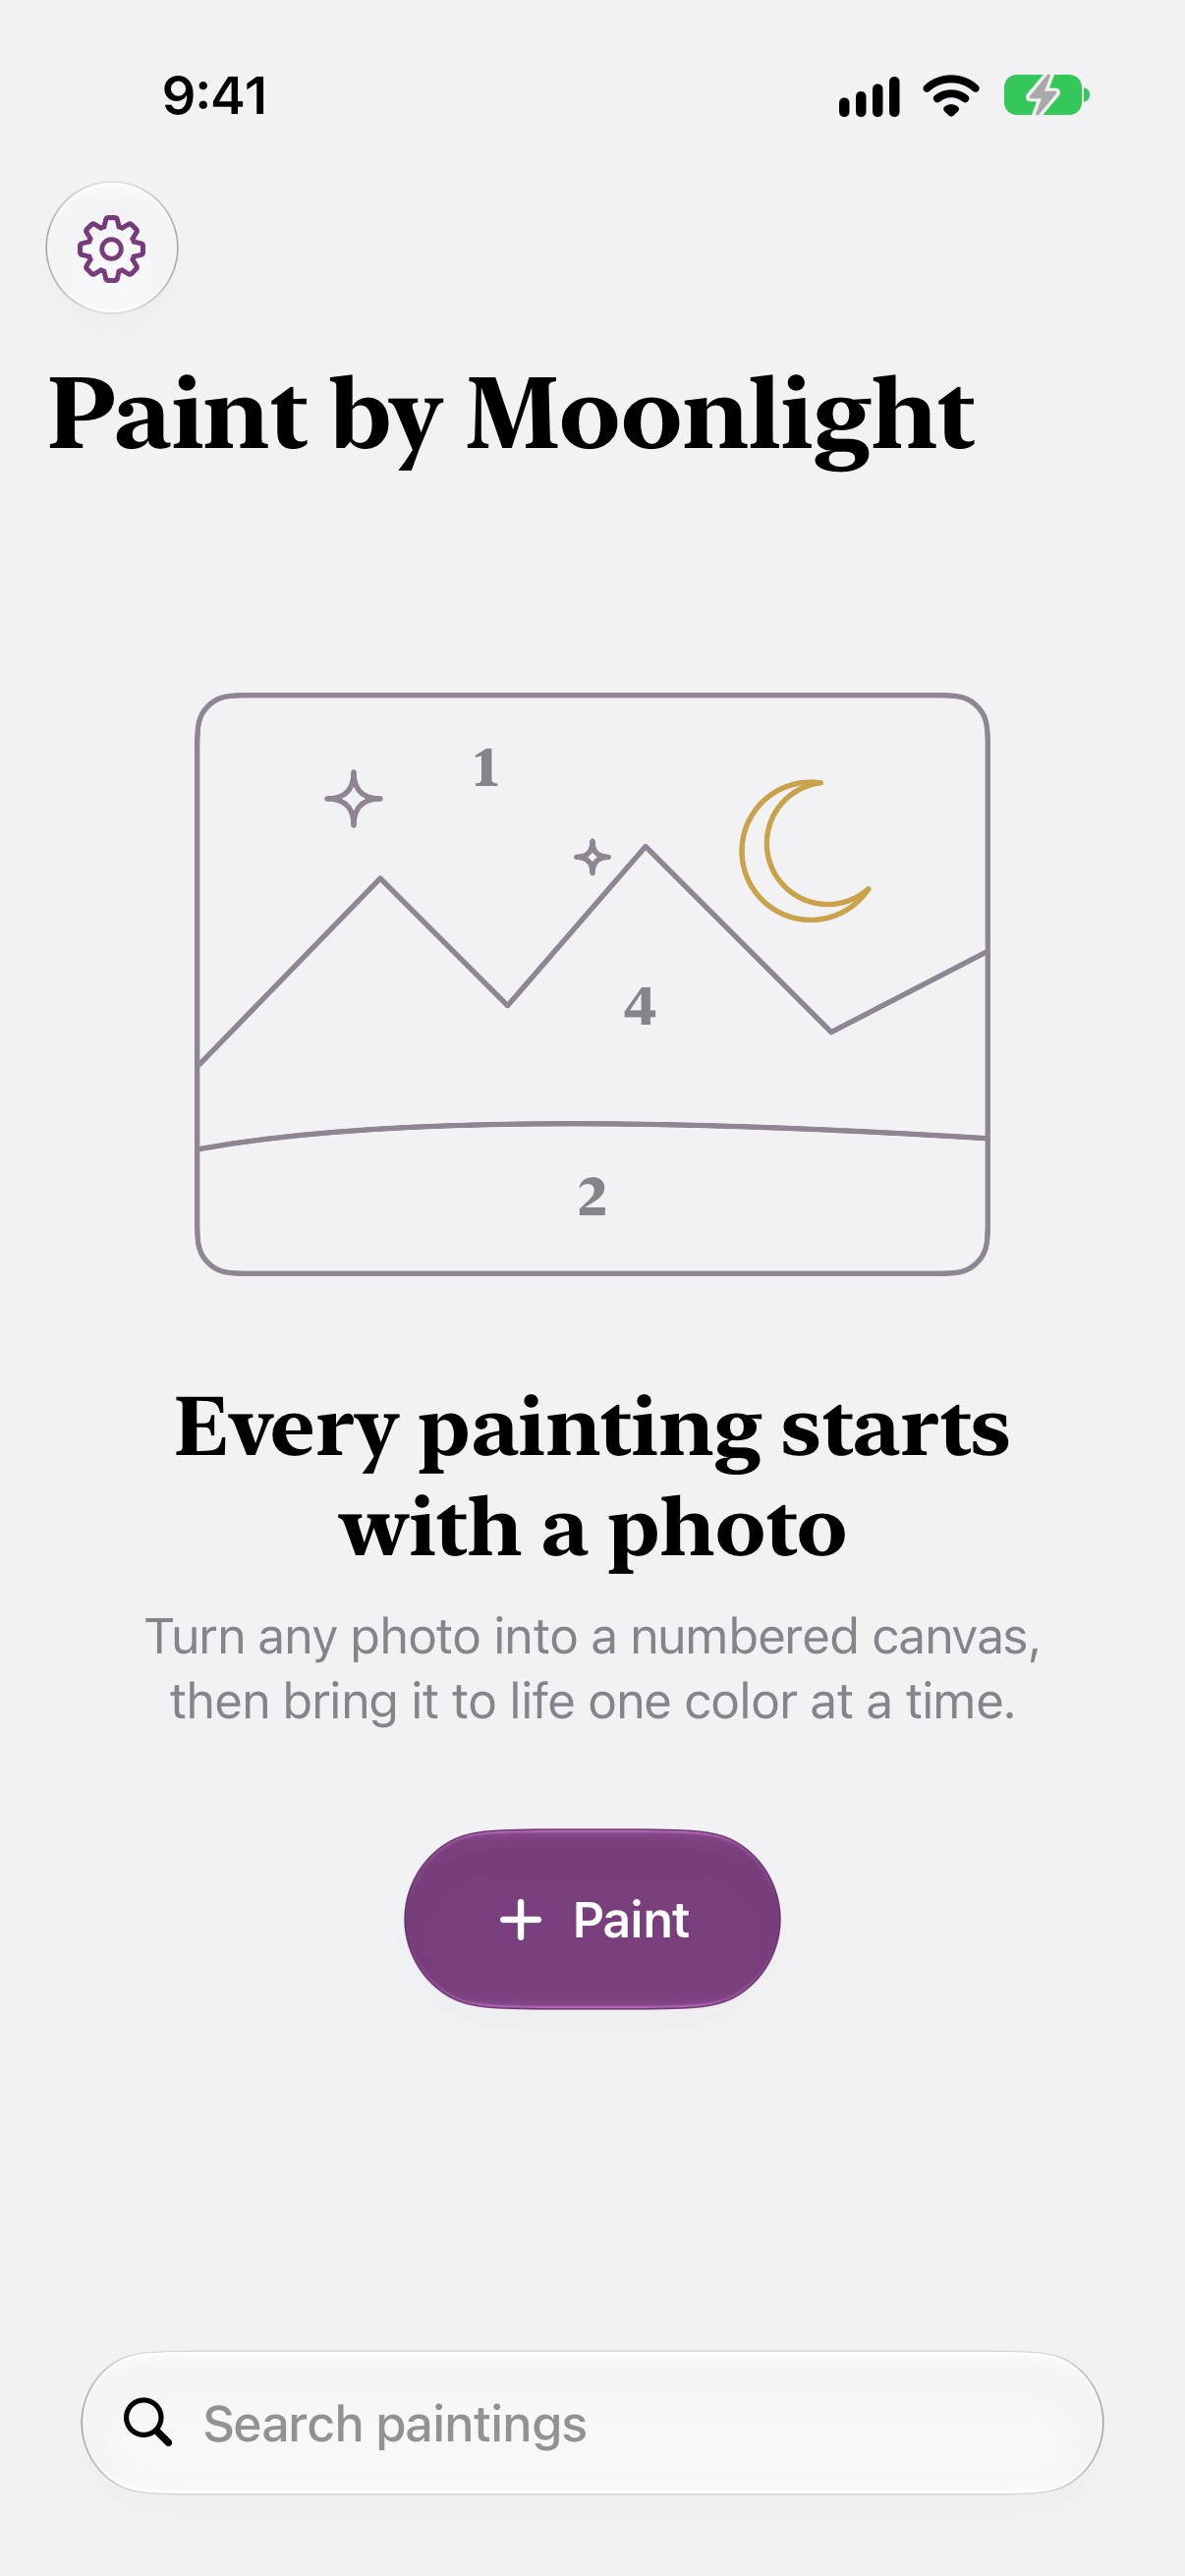 9:41
Paint by Moonlight
1
4
2
Every painting starts
with a photo
Turn any photo into a numbered canvas,
then bring it to life one color at a time.
+ Paint
Search paintings